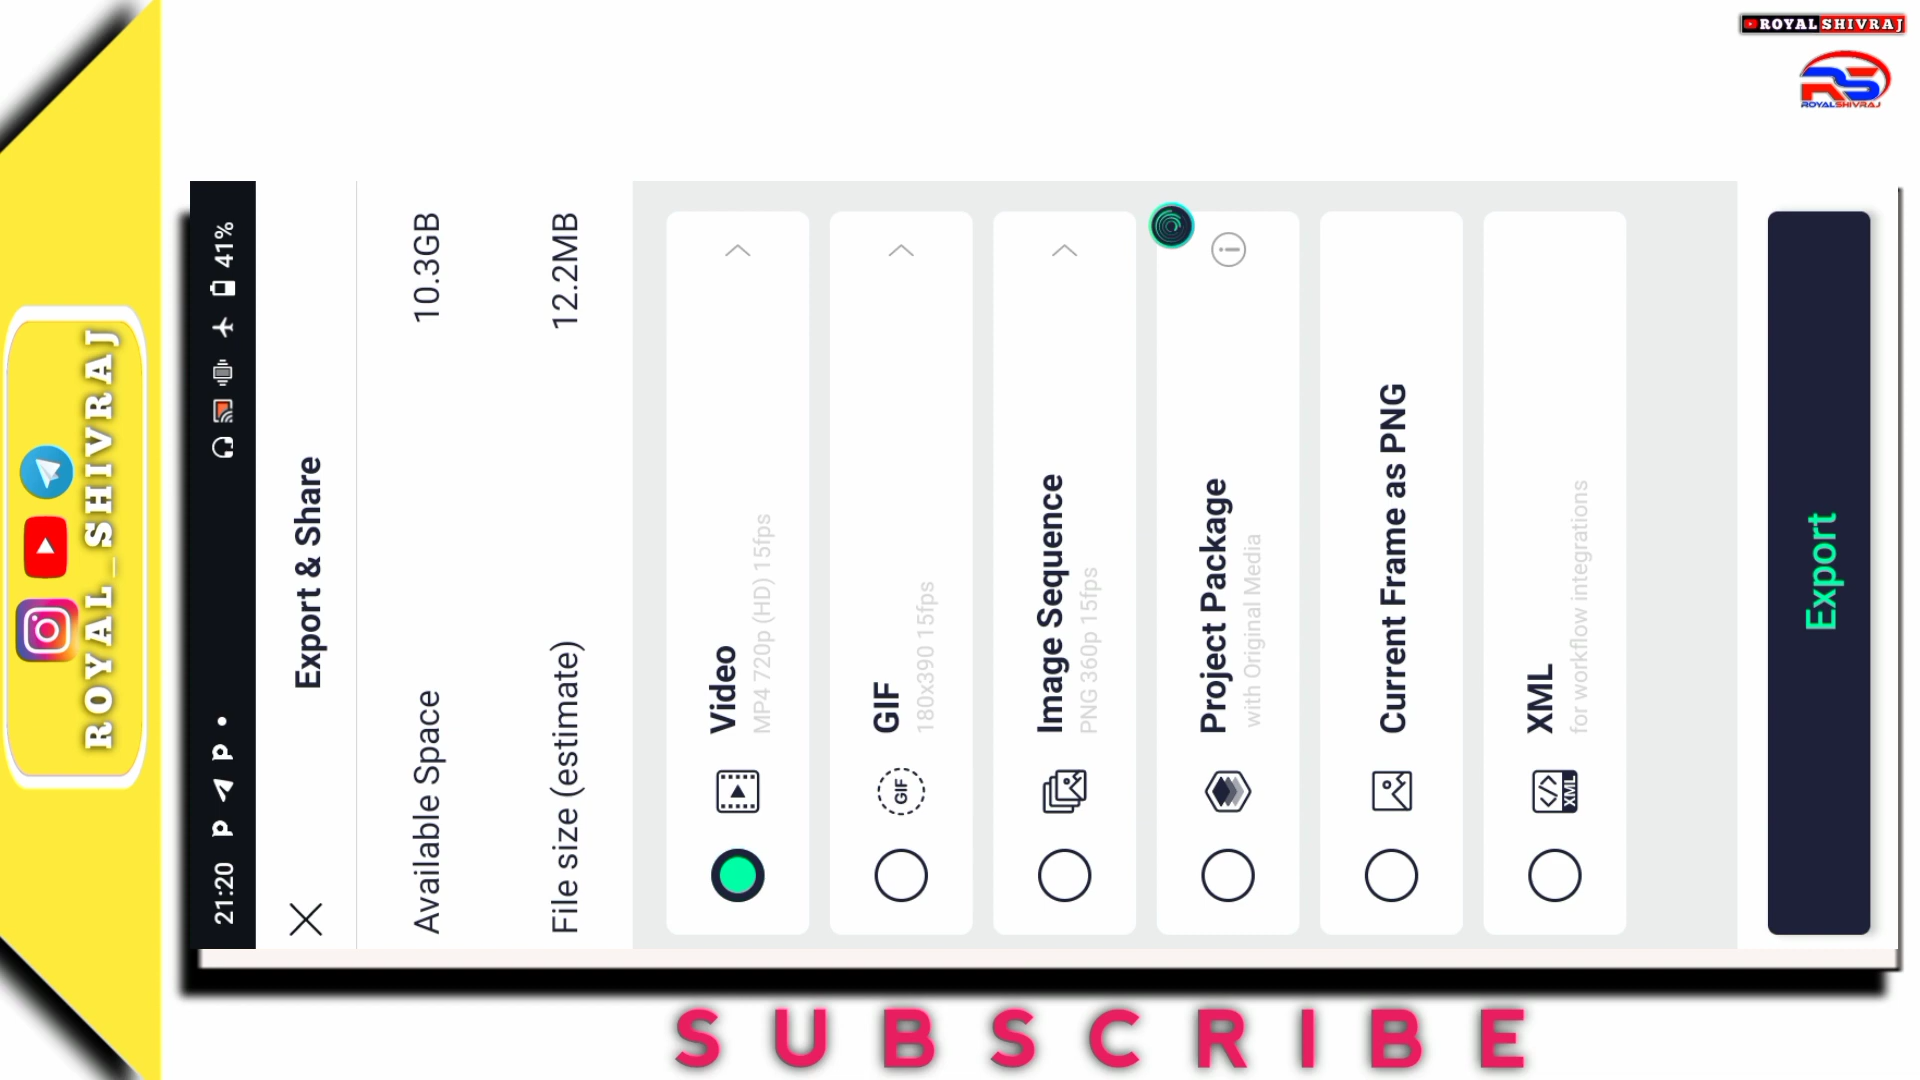 ROYAL SHIVRAJ
RS
ROYALSHIVRAJ
ROYAL_SHIVRAJ
21:20
41%
Export & Share
Available Space 10.3GB
File size (estimate) 12.2MB
Video
MP4 720p (HD) 15fps
GIF
GIF
180x390 15fps
Image Sequence
PNG 360p 15fps
Project Package
with Original Media
Current Frame as PNG
XML
XML
for workflow integrations
Export
SUBSCRIBE